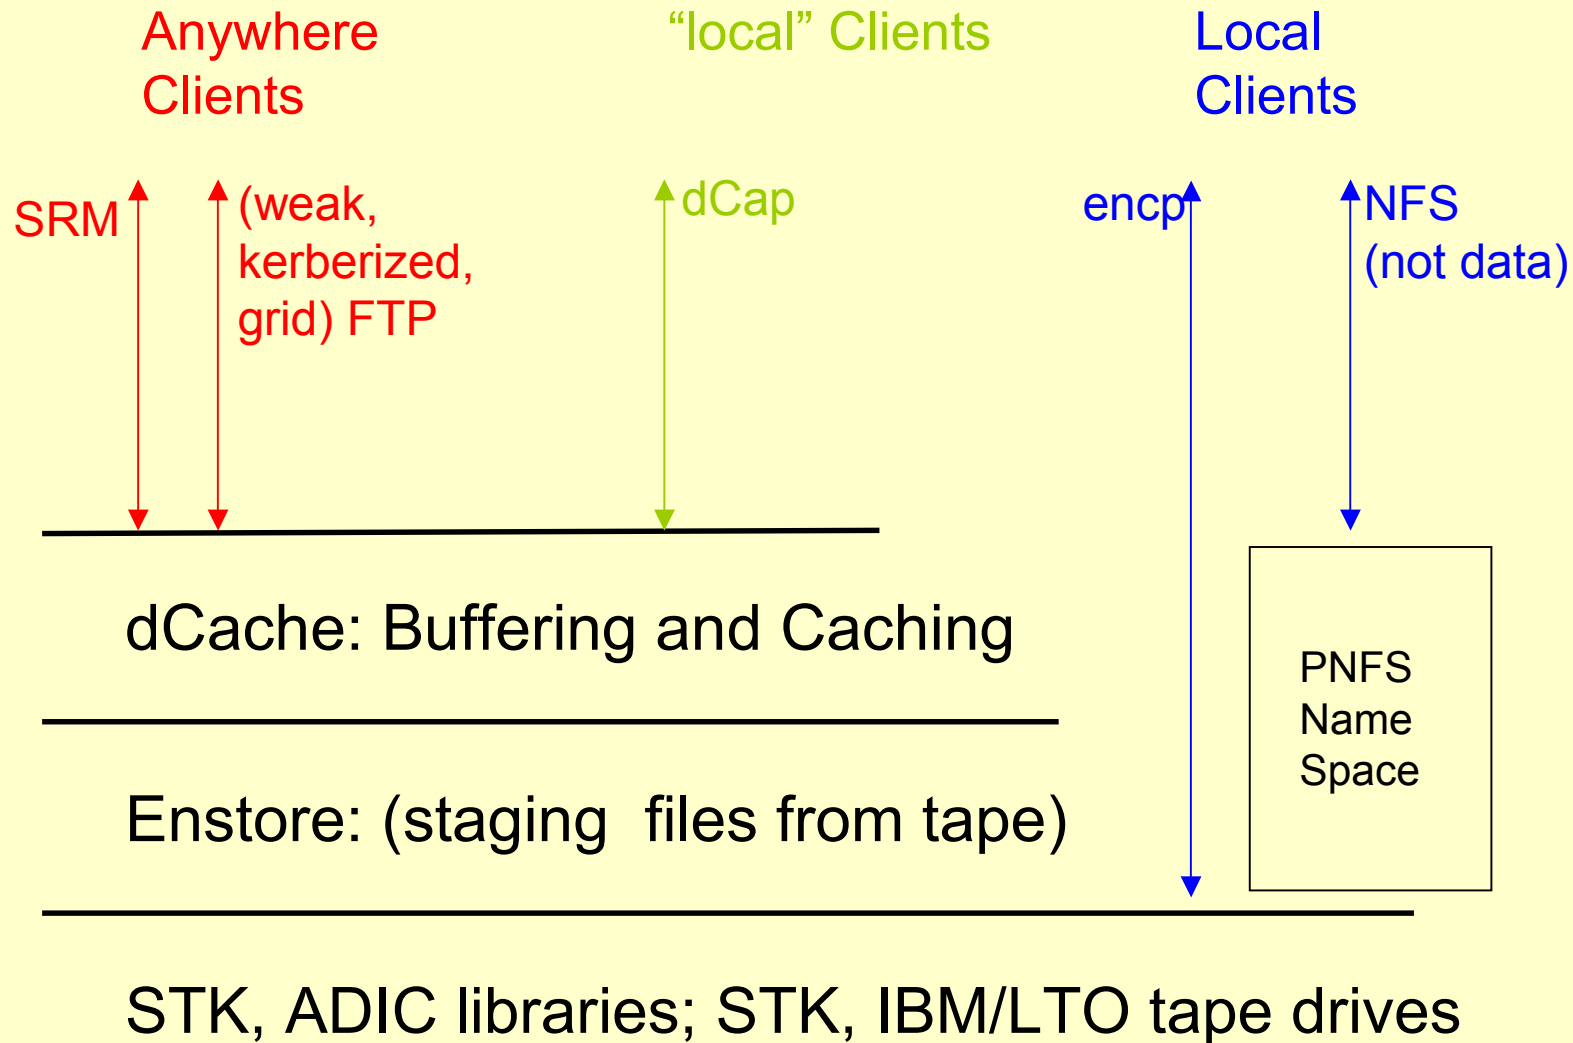 Anywhere
Clients
“local” Clients
Local
Clients
SRM
(weak,
kerberized,
grid) FTP
dCap
encp
NFS
(not data)
dCache: Buffering and Caching
PNFS
Name
Space
Enstore: (staging  files from tape)
STK, ADIC libraries; STK, IBM/LTO tape drives